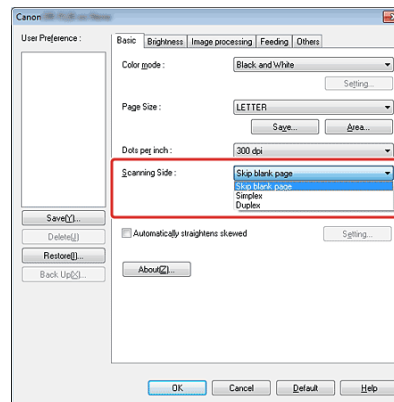 Canon
User Preference :
Basic Brightness Image processing Feeding Others
Color mode : Black and White
Setting...
Page Size : LETTER
Save... Area...
Dots per inch : 300 dpi
Scanning Side : Skip blank page
Skip blank page
Simplex
Duplex
Save(Y)...
Automatically straightens skewed Setting...
Delete(J)
Restore(I)...
About(Z)...
Back Up(X)...
OK Cancel Default Help